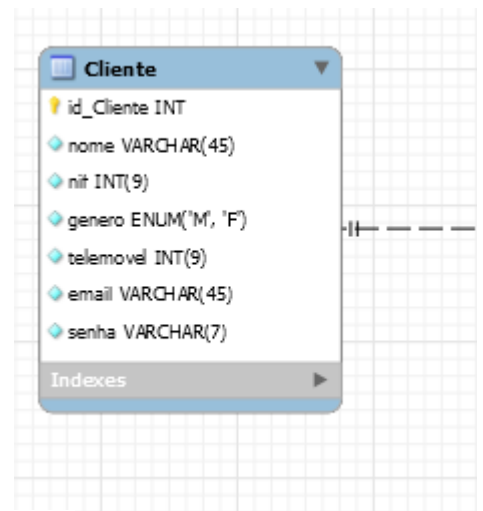 Cliente
id_Cliente INT
nome VARCHAR(45)
nit INT(9)
genero ENUM('M', 'F')
telemovel INT(9)
email VARCHAR(45)
senha VARCHAR(7)
Indexes